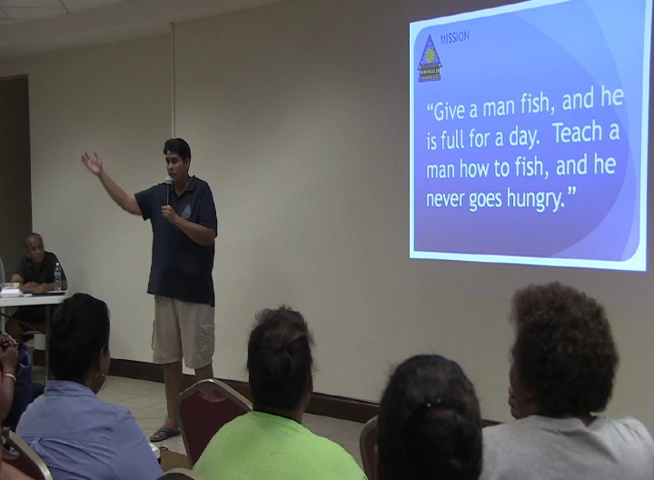 MISSION
“Give a man fish, and he
is full for a day.  Teach a
man how to fish, and he
never goes hungry.”